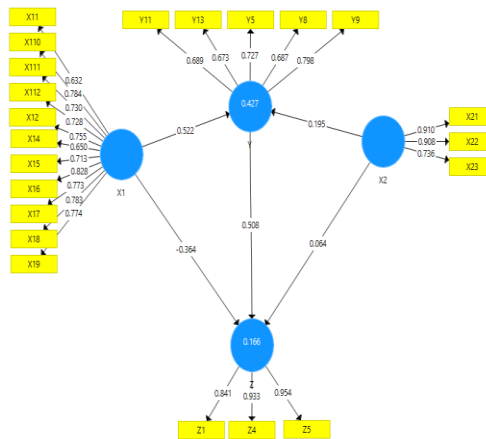 X11
X110
X111
X112
X12
X14
X15
X16
X17
X18
X19
0.632
0.784
0.730
0.728
0.755
0.650
0.713
0.828
0.773
0.783
0.774
X1
Y11
Y13
Y5
Y8
Y9
0.689
0.673
0.727
0.687
0.798
0.427
Y
0.522
0.195
X21
X22
X23
0.910
0.908
0.736
X2
-0.364
0.508
0.064
0.166
Z
0.841
0.933
0.954
Z1
Z4
Z5